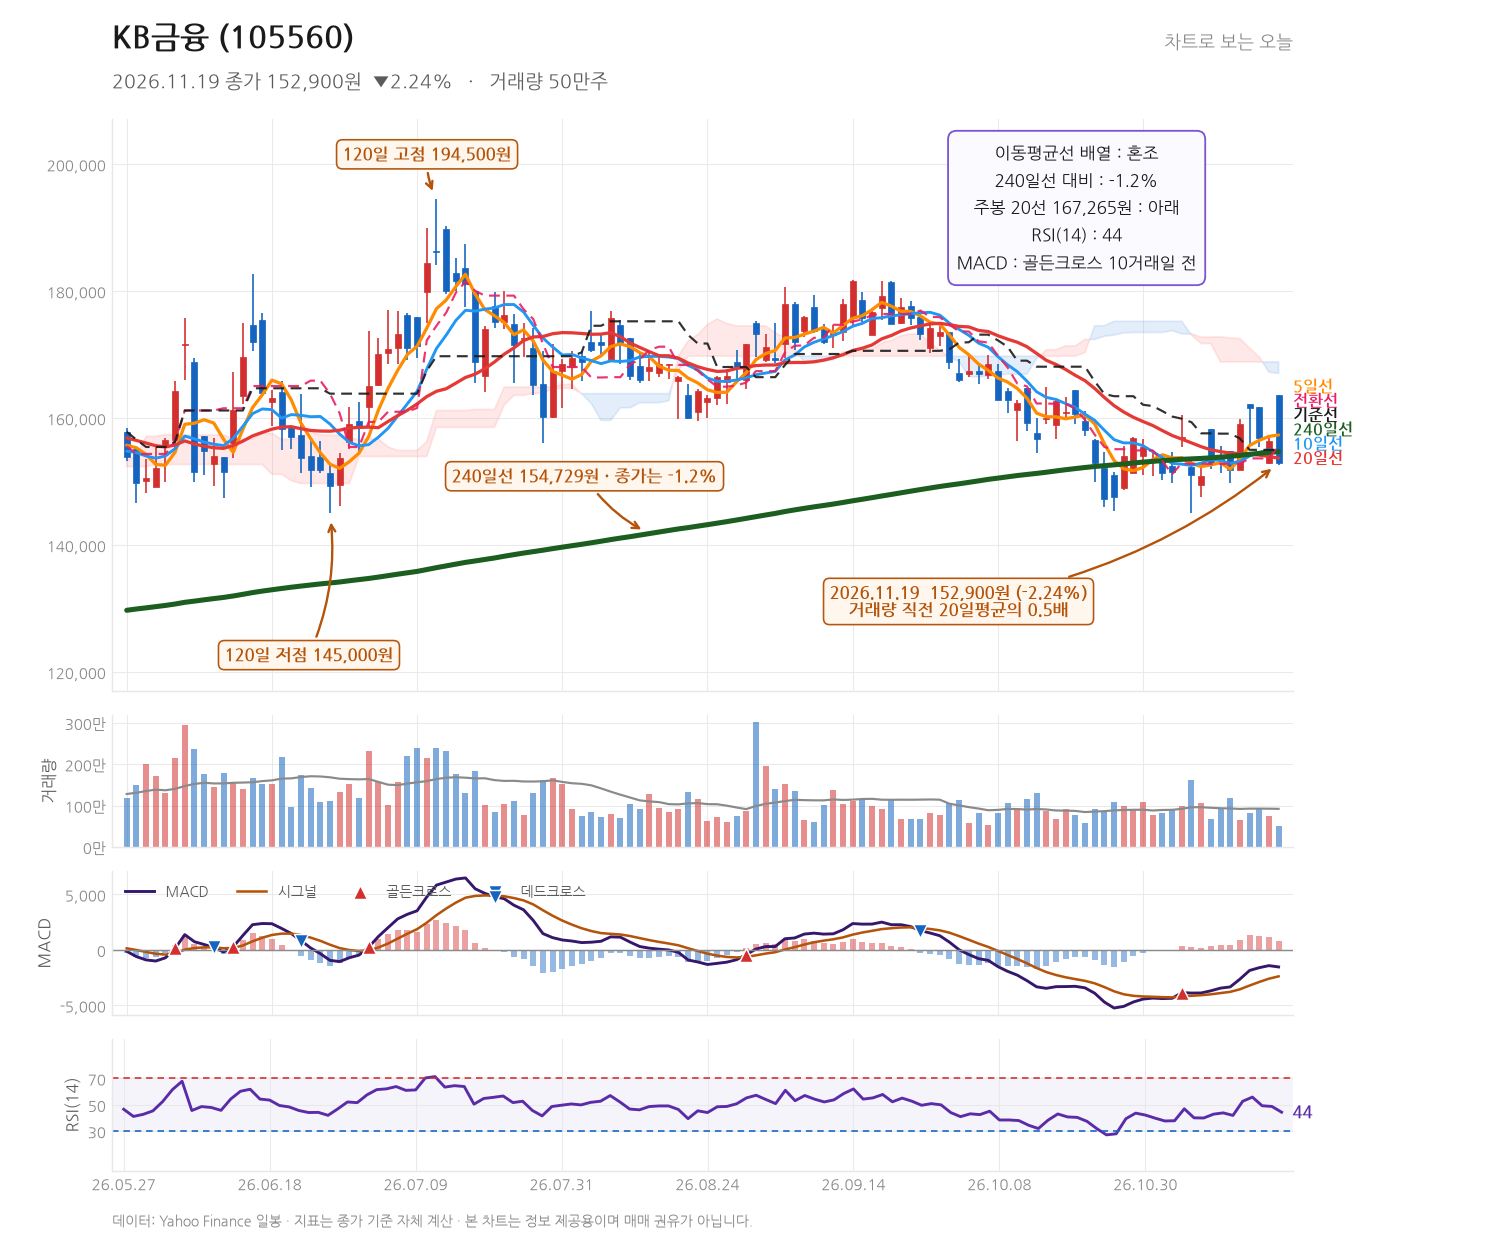 KB금융 (105560)
차트로 보는 오늘
2026.11.19 종가 152,900원 ▼2.24% · 거래량 50만주
200,000
180,000
160,000
140,000
120,000
120일 고점 194,500원
이동평균선 배열 : 혼조
240일선 대비 : -1.2%
주봉 20선 167,265원 : 아래
RSI(14) : 44
MACD : 골든크로스 10거래일 전
240일선 154,729원 · 종가는 -1.2%
2026.11.19 152,900원 (-2.24%)
거래량 직전 20일평균의 0.5배
120일 저점 145,000원
5일선
전환선
기준선
240일선
10일선
20일선
거래량
300만
200만
100만
0만
MACD
5,000
0
-5,000
MACD
시그널
골든크로스
데드크로스
RSI(14)
70
50
30
44
26.05.27
26.06.18
26.07.09
26.07.31
26.08.24
26.09.14
26.10.08
26.10.30
데이터: Yahoo Finance 일봉 · 지표는 종가 기준 자체 계산 · 본 차트는 정보 제공용이며 매매 권유가 아닙니다.